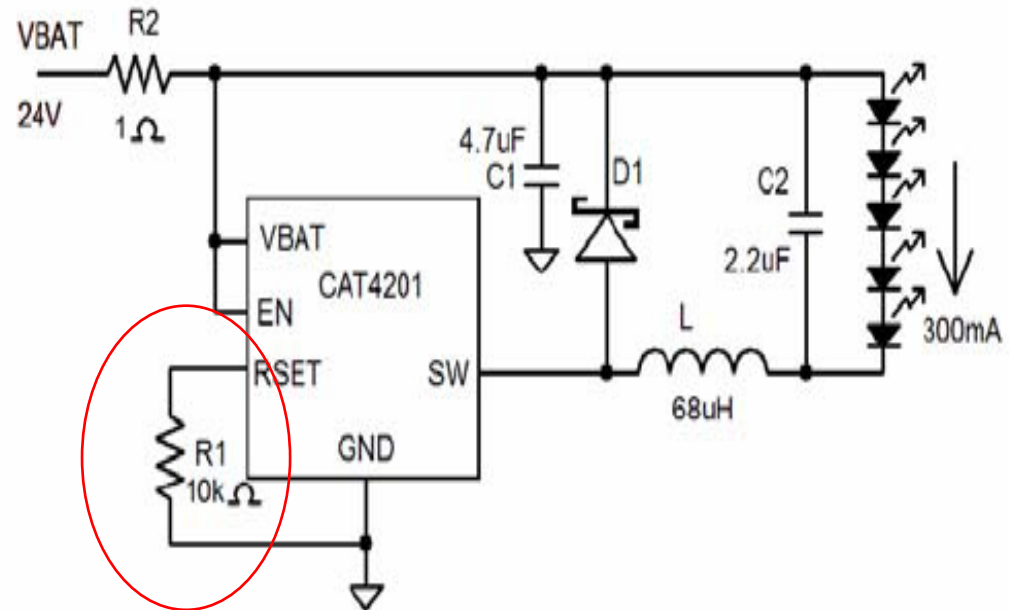 VBAT
R2
24V
1Ω
4.7uF
C1
D1
C2
2.2uF
VBAT
CAT4201
EN
RSET
SW
L
68uH
300mA
R1
10kΩ
GND